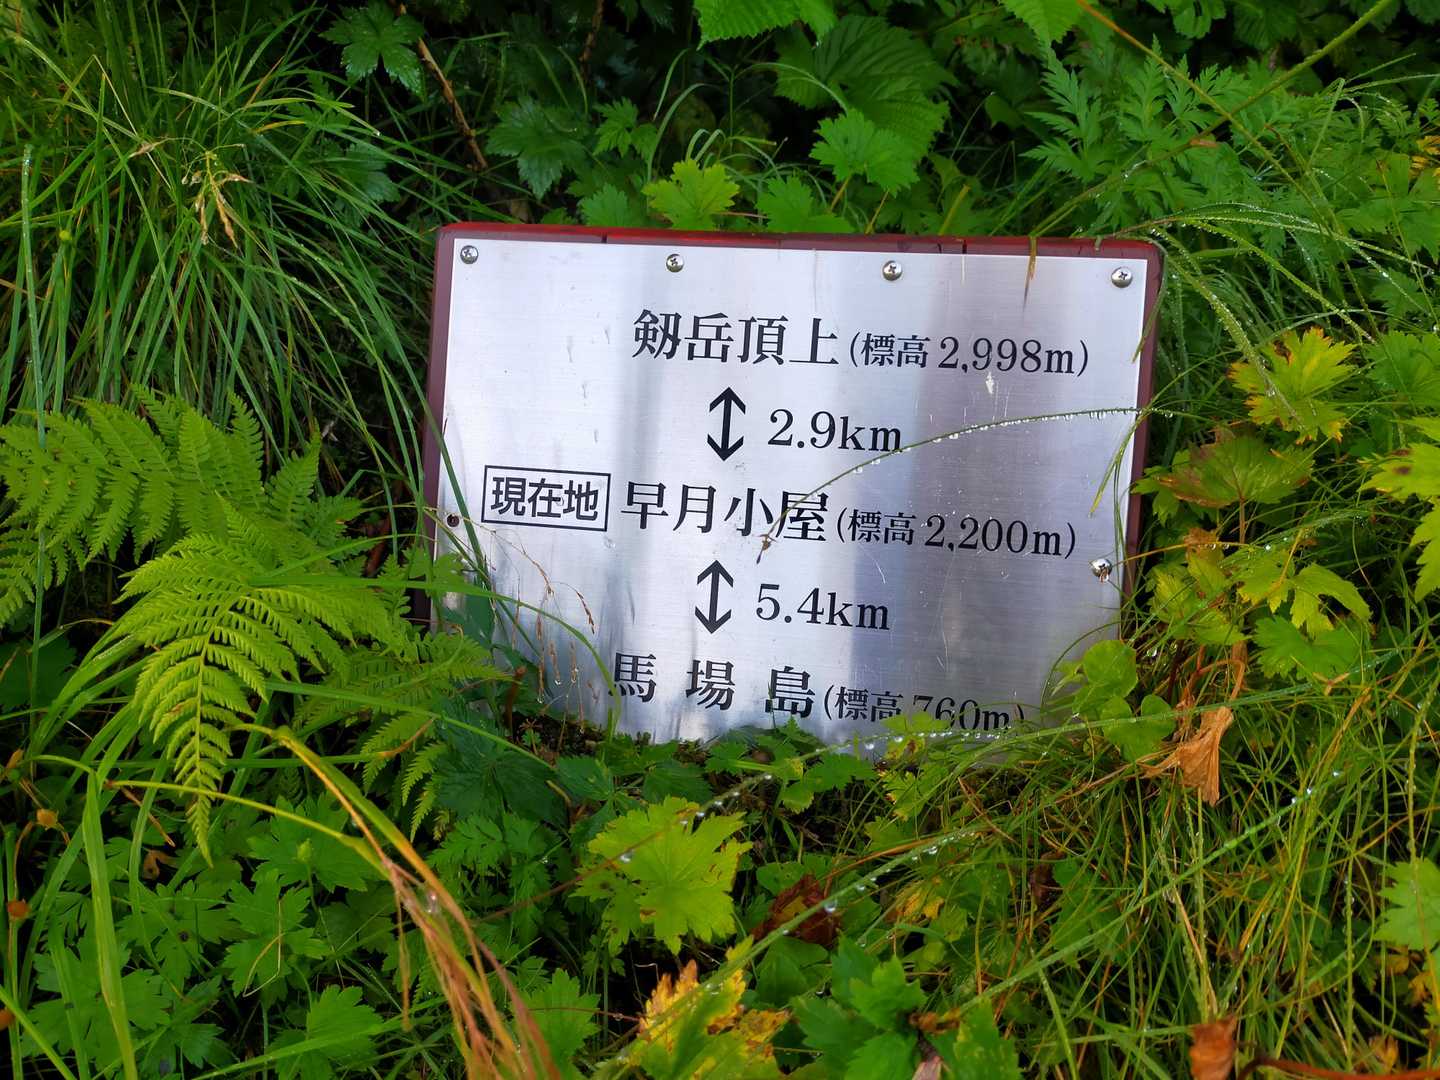 剱岳頂上(標高2,998m)
2.9km
現在地 早月小屋(標高2,200m)
5.4km
馬場島(標高760m)